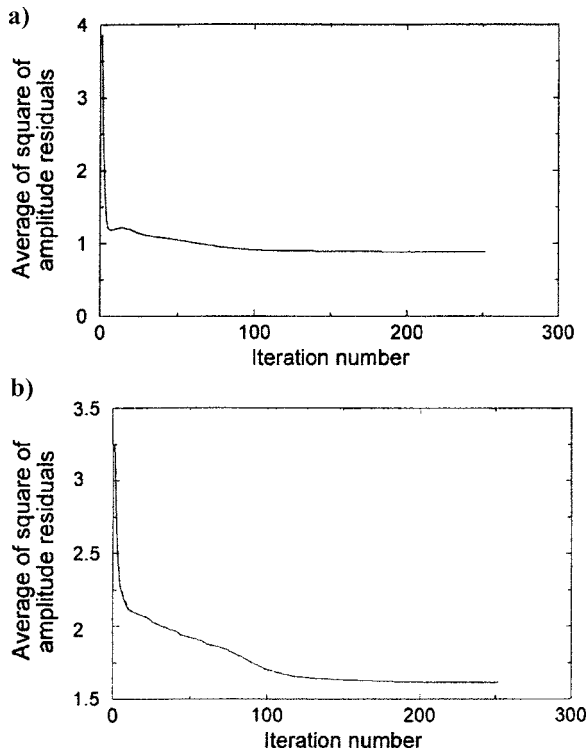 a)
4
3
2
1
0
0 100 200 300
Average of square of
amplitude residuals
Iteration number
b)
3.5
3
2.5
2
1.5
0 100 200 300
Average of square of
amplitude residuals
Iteration number